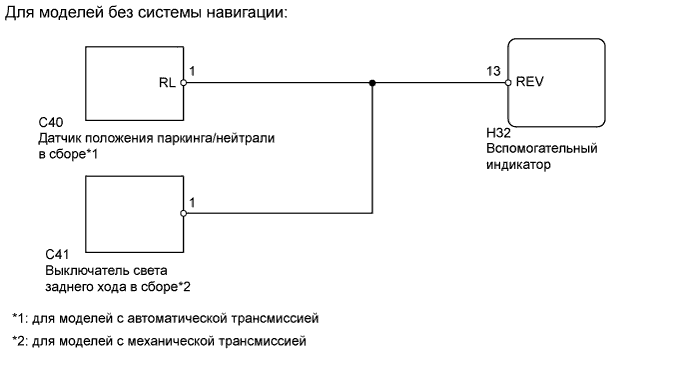 Для моделей без системы навигации:
RL
1
13
REV
C40
Датчик положения паркинга/нейтрали
в сборе*1
H32
Вспомогательный
индикатор
1
C41
Выключатель света
заднего хода в сборе*2
*1: для моделей с автоматической трансмиссией
*2: для моделей с механической трансмиссией